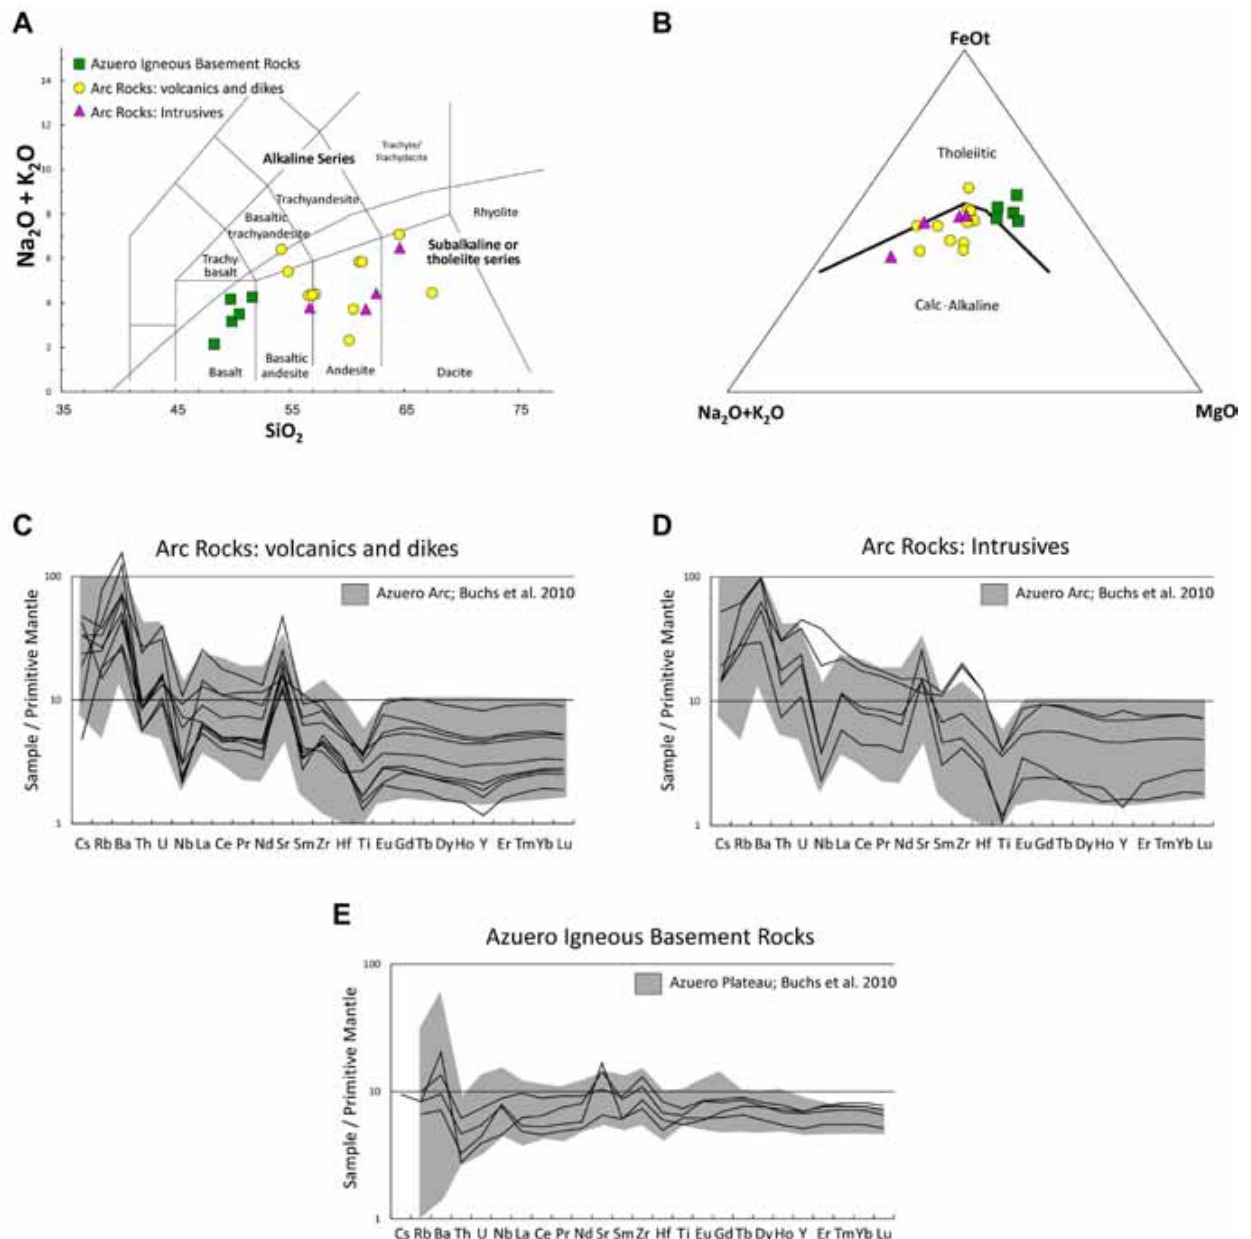 A
Azuero Igneous Basement Rocks
Arc Rocks: volcanics and dikes
Arc Rocks: Intrusives
14
12
10
8
6
4
2
0
Na₂O + K₂O
Alkaline Series
Trachyte/
Trachydacite
Trachyandesite
Basaltic
trachyandesite
Trachy-
basalt
Rhyolite
Subalkaline or
tholeiite series
Basalt
Basaltic
andesite
Andesite
Dacite
35 45 55 65 75
SiO₂
B
FeOt
Tholeiitic
Calc-Alkaline
Na₂O+K₂O
MgO
C
Arc Rocks: volcanics and dikes
100
Azuero Arc; Buchs et al. 2010
Sample / Primitive Mantle
10
1
Cs Rb Ba Th U Nb La Ce Pr Nd Sr Sm Zr Hf Ti Eu Gd Tb Dy Ho Y Er Tm Yb Lu
D
Arc Rocks: Intrusives
100
Azuero Arc; Buchs et al. 2010
Sample / Primitive Mantle
10
1
Cs Rb Ba Th U Nb La Ce Pr Nd Sr Sm Zr Hf Ti Eu Gd Tb Dy Ho Y Er Tm Yb Lu
E
Azuero Igneous Basement Rocks
100
Azuero Plateau; Buchs et al. 2010
Sample / Primitive Mantle
10
1
Cs Rb Ba Th U Nb La Ce Pr Nd Sr Sm Zr Hf Ti Eu Gd Tb Dy Ho Y Er Tm Yb Lu